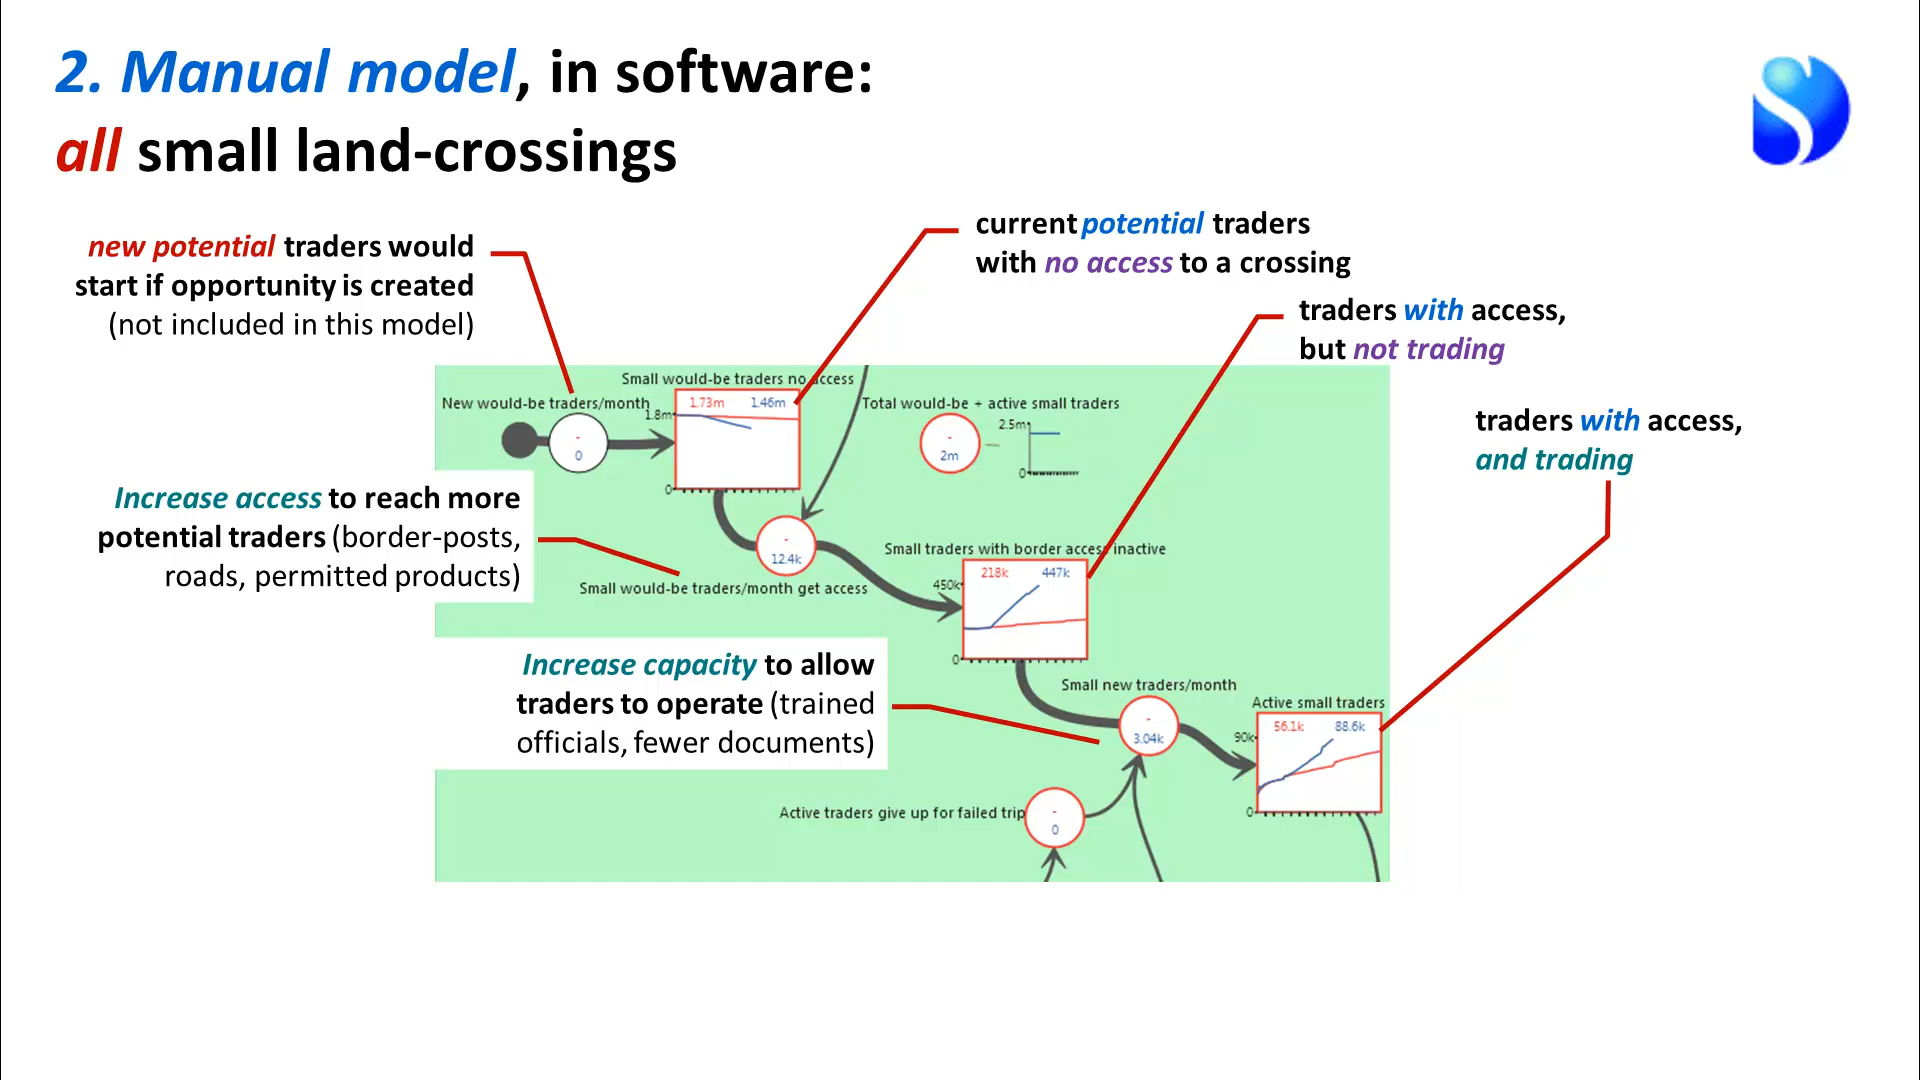 2. Manual model, in software:
all small land-crossings
new potential traders would
start if opportunity is created
(not included in this model)
current potential traders
with no access to a crossing
traders with access,
but not trading
traders with access,
and trading
Small would-be traders no access
New would-be traders/month
1.8m
1.73m 1.46m
0
-
0
Total would-be + active small traders
-
2m
2.5m
0
Increase access to reach more
potential traders (border-posts,
roads, permitted products)
-
12.4k
Small would-be traders/month get access
Small traders with border access inactive
450k
218k 447k
0
Increase capacity to allow
traders to operate (trained
officials, fewer documents)
Small new traders/month
-
3.04k
Active small traders
90k
56.1k 88.6k
0
Active traders give up for failed trip
-
0